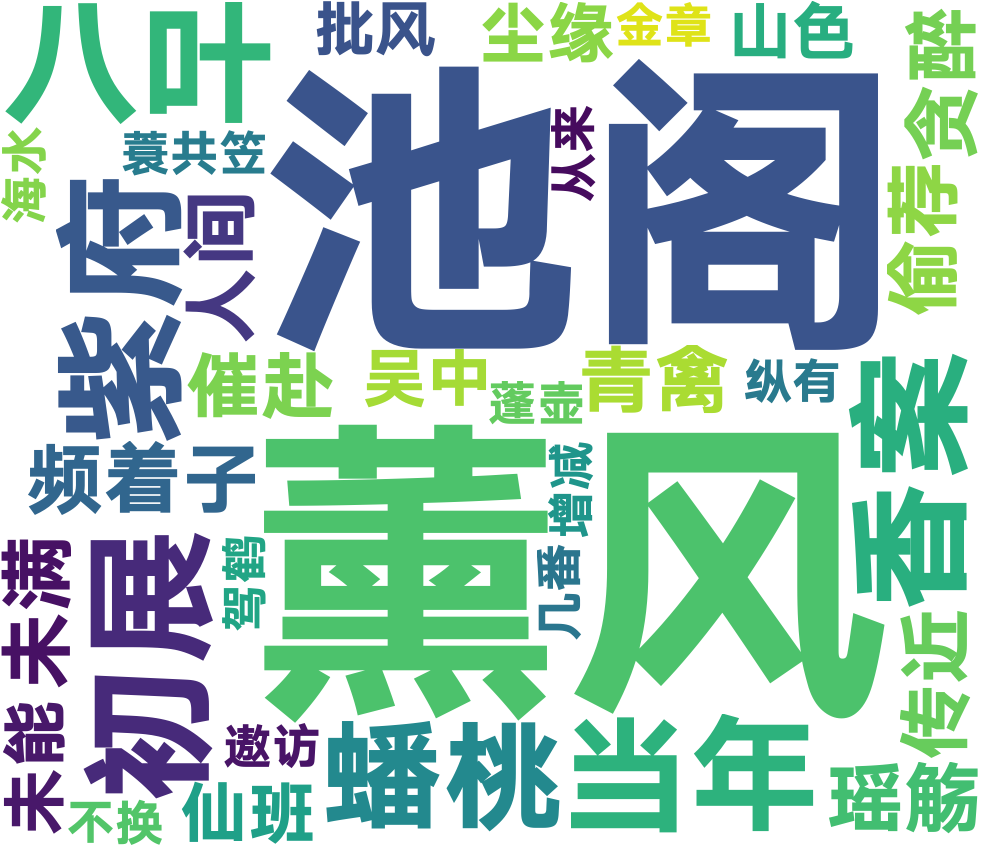 八叶
批风
尘缘
金章
山色
贪醉
池阁
从来
海水
蓑共笠
紫府
人间
偷荐
催赴
吴中
蓬壶
青禽
纵有
香案
频着子
薰风
增减
几番
未满
初展
驾鹤
传近
未能
遨访
蟠桃
当年
瑶觞
不换
仙班